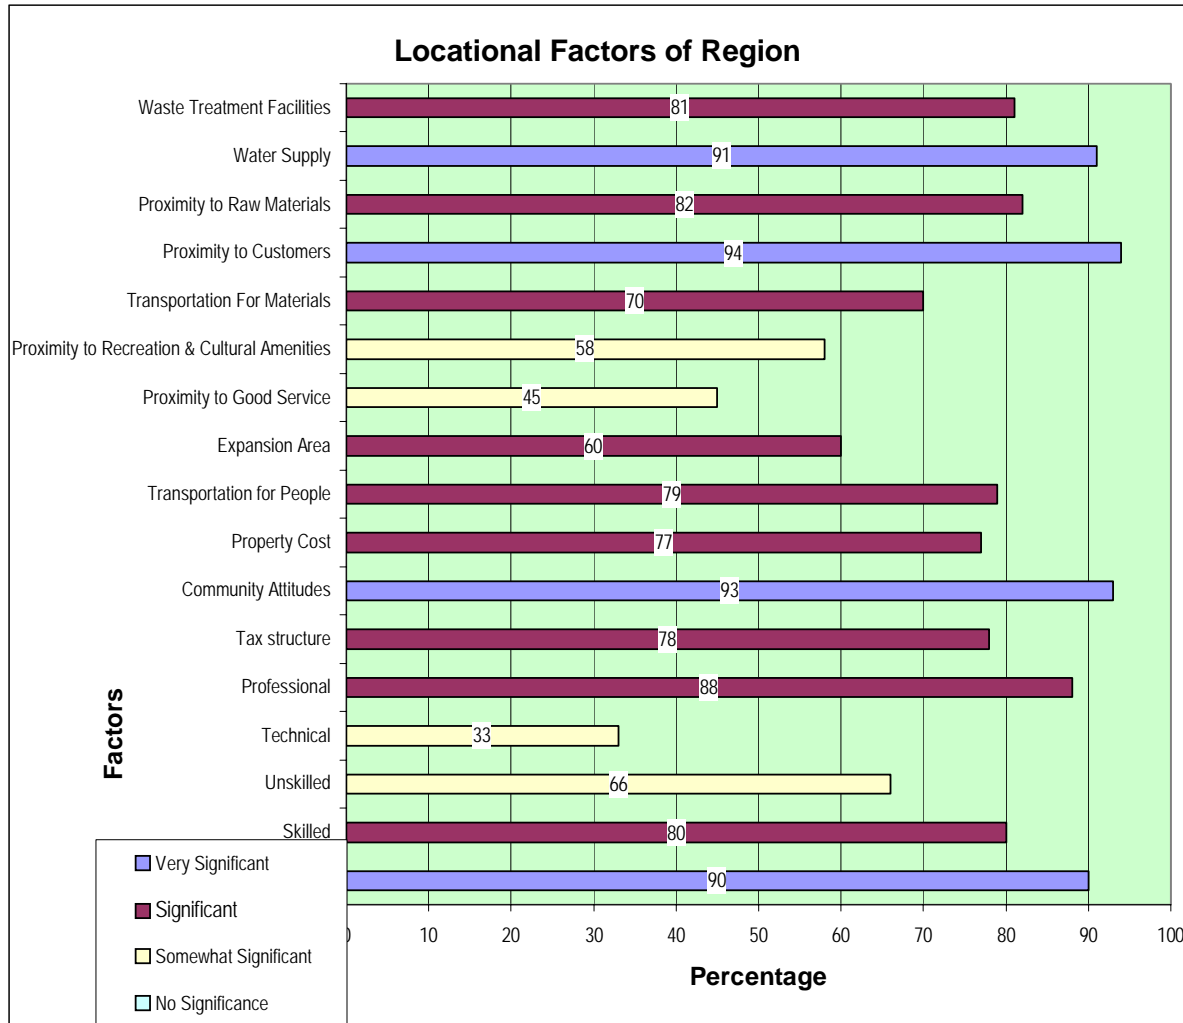 Locational Factors of Region
Waste Treatment Facilities 81
Water Supply 91
Proximity to Raw Materials 82
Proximity to Customers 94
Transportation For Materials 70
Proximity to Recreation & Cultural Amenities 58
Proximity to Good Service 45
Expansion Area 60
Transportation for People 79
Property Cost 77
Community Attitudes 93
Tax structure 78
Professional 88
Technical 33
Unskilled 66
Skilled 80
90
Factors
0 10 20 30 40 50 60 70 80 90 100
Percentage
Very Significant
Significant
Somewhat Significant
No Significance